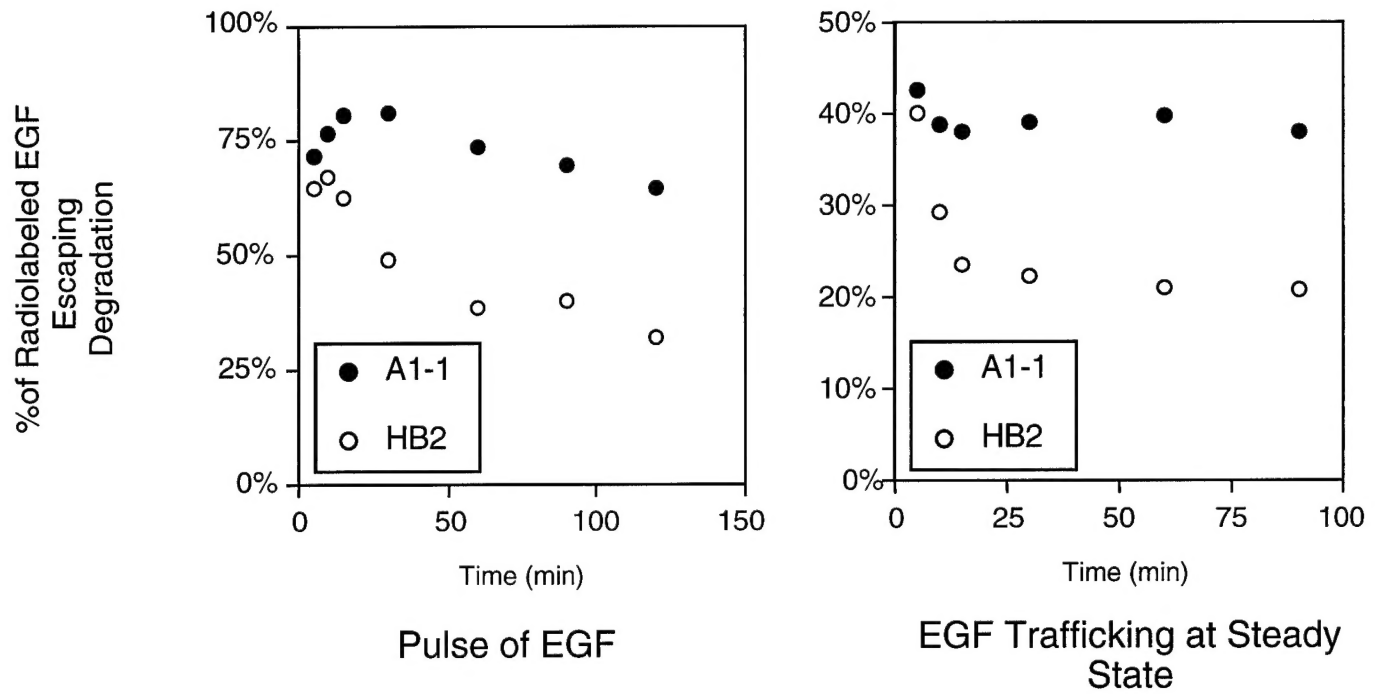 %of Radiolabeled EGF
Escaping
Degradation
100%
75%
50%
25%
0%
A1-1
HB2
0
50
100
150
Time (min)
Pulse of EGF
50%
40%
30%
20%
10%
0%
A1-1
HB2
0
25
50
75
100
Time (min)
EGF Trafficking at Steady
State